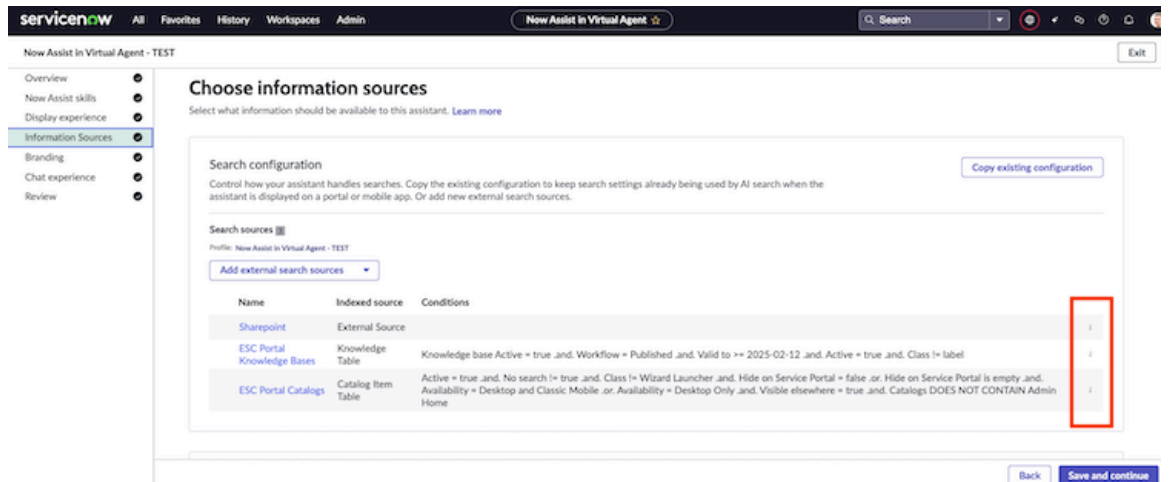 servicenow All Favorites History Workspaces Admin Now Assist in Virtual Agent Search
Now Assist in Virtual Agent - TEST Exit
Overview
Now Assist skills
Display experience
Information Sources
Branding
Chat experience
Review
Choose information sources
Select what information should be available to this assistant. Learn more
Search configuration
Copy existing configuration
Control how your assistant handles searches. Copy the existing configuration to keep search settings already being used by AI search when the
assistant is displayed on a portal or mobile app. Or add new external search sources.
Search sources 3
Profile: Now Assist in Virtual Agent - TEST
Add external search sources
Name Indexed source Conditions
Sharepoint External Source
ESC Portal
Knowledge Bases
Knowledge
Table
Knowledge base Active = true .and. Workflow = Published .and. Valid to >= 2025-02-12 .and. Active = true .and. Class != label
ESC Portal Catalogs
Catalog Item
Table
Active = true .and. No search != true .and. Class != Wizard Launcher .and. Hide on Service Portal = false .or. Hide on Service Portal is empty .and.
Availability = Desktop and Classic Mobile .or. Availability = Desktop Only .and. Visible elsewhere = true .and. Catalogs DOES NOT CONTAIN Admin
Home
Back Save and continue